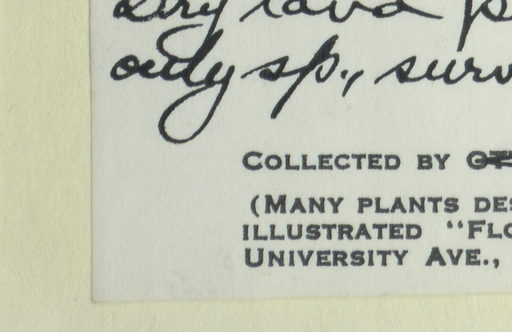 dry lava
only sp., surv
COLLECTED BY
(MANY PLANTS DES
ILLUSTRATED "FLO
UNIVERSITY AVE.,